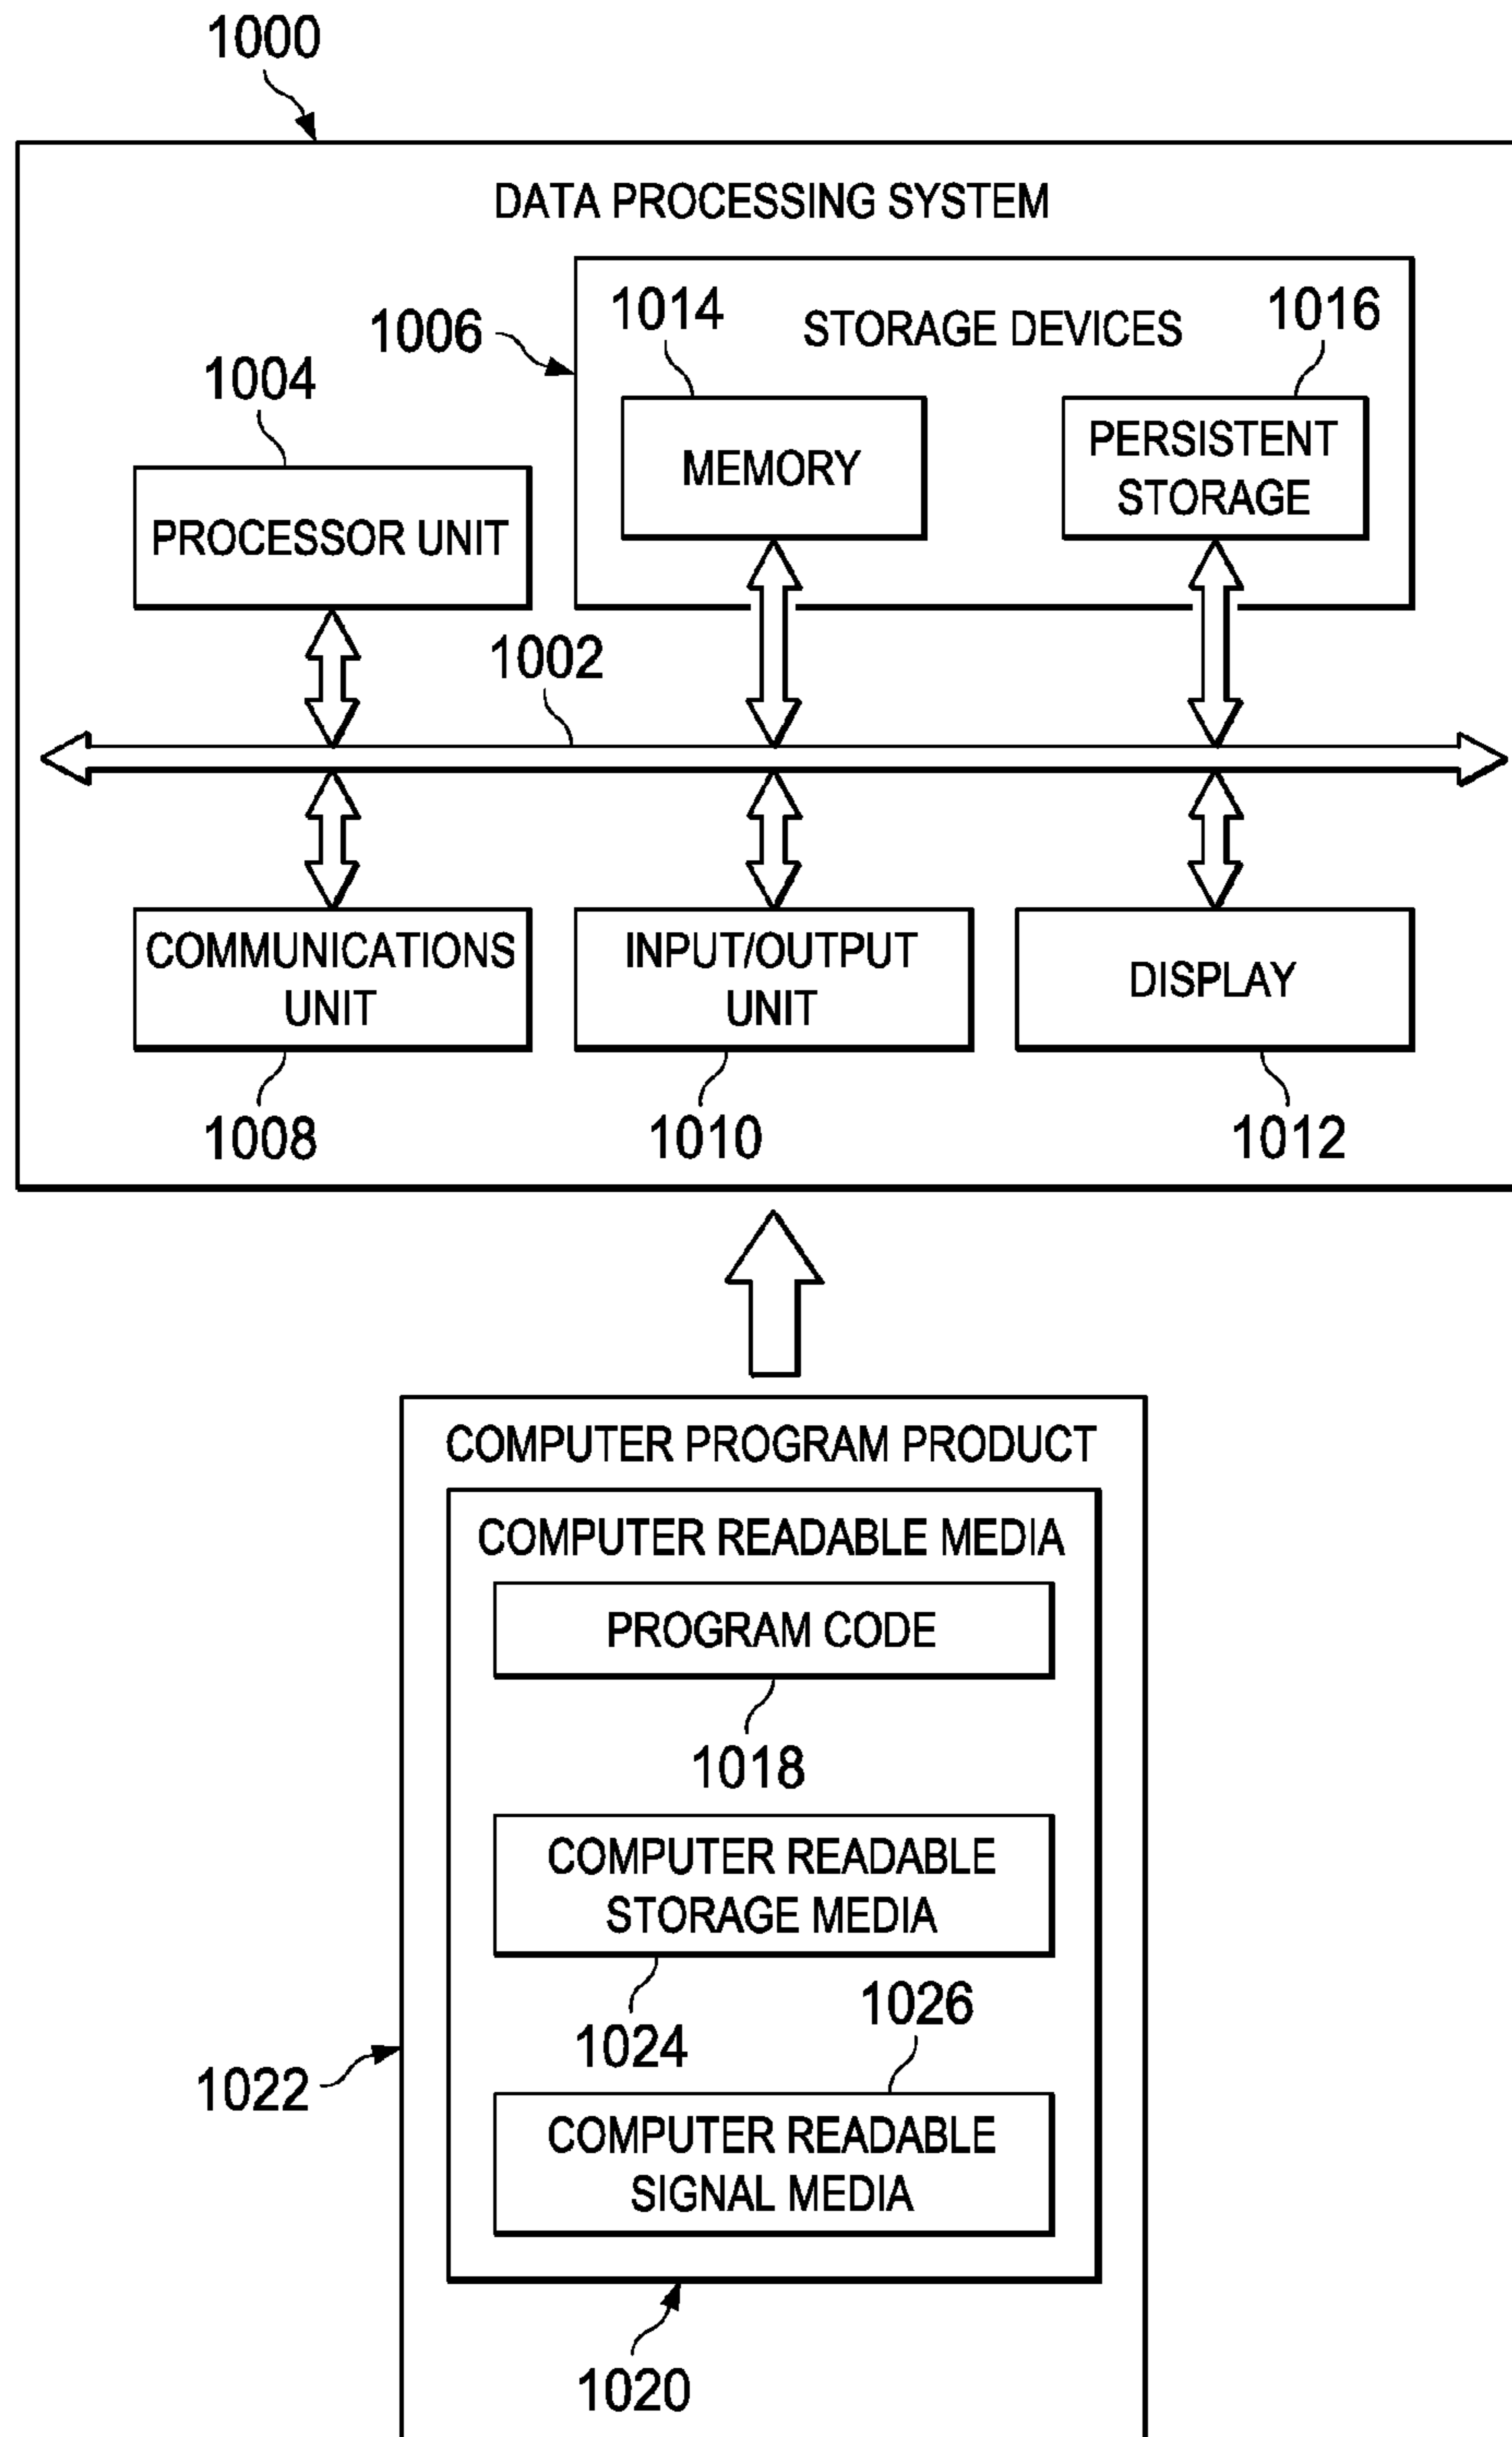 1000
DATA PROCESSING SYSTEM
1006
1014
STORAGE DEVICES
1016
1004
MEMORY
PERSISTENT
STORAGE
PROCESSOR UNIT
1002
COMMUNICATIONS
UNIT
INPUT/OUTPUT
UNIT
DISPLAY
1008
1010
1012
COMPUTER PROGRAM PRODUCT
COMPUTER READABLE MEDIA
PROGRAM CODE
1018
COMPUTER READABLE
STORAGE MEDIA
1024
1026
1022
COMPUTER READABLE
SIGNAL MEDIA
1020